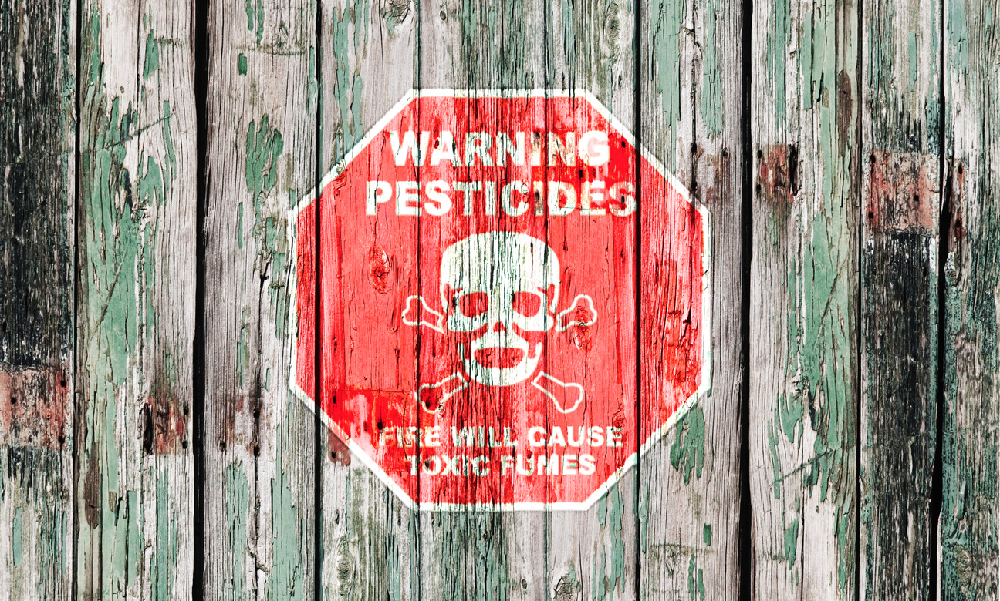 WARNING
PESTICIDES
FIRE WILL CAUSE
TOXIC FUMES